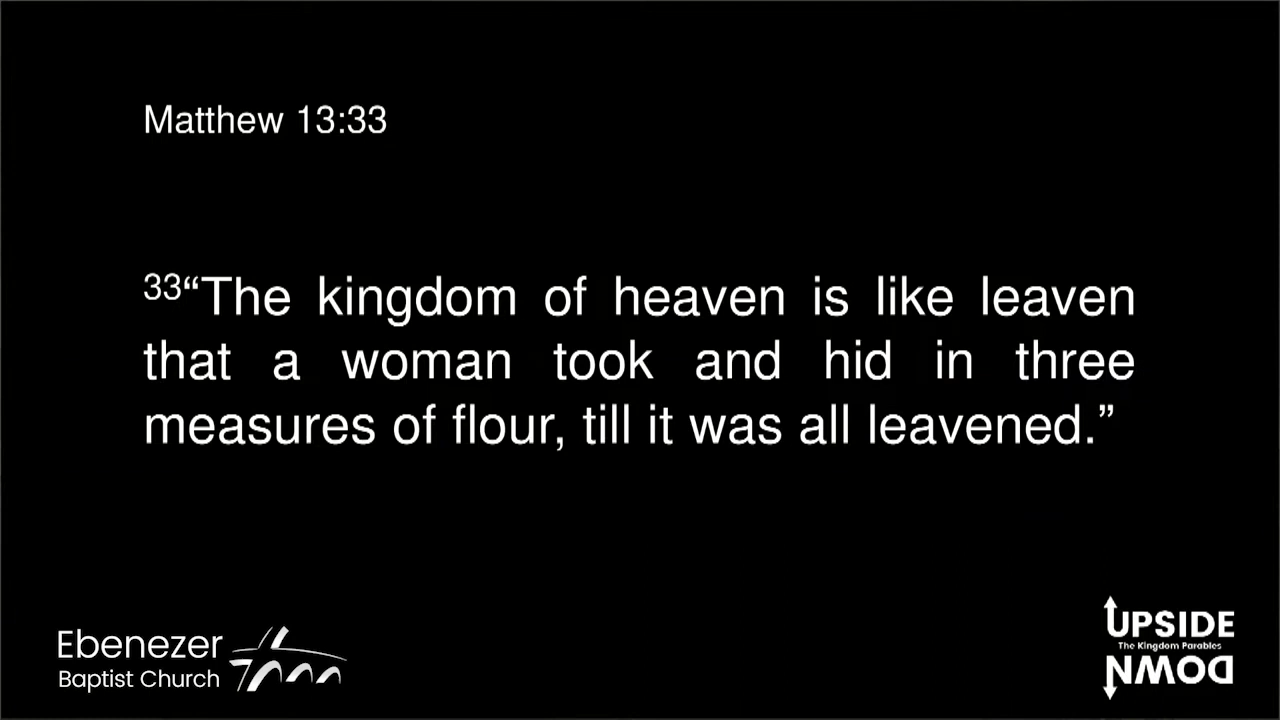 Matthew 13:33
33“The kingdom of heaven is like leaven
that a woman took and hid in three
measures of flour, till it was all leavened.”
Ebenezer
Baptist Church
UPSIDE
The Kingdom Parables
DOWN